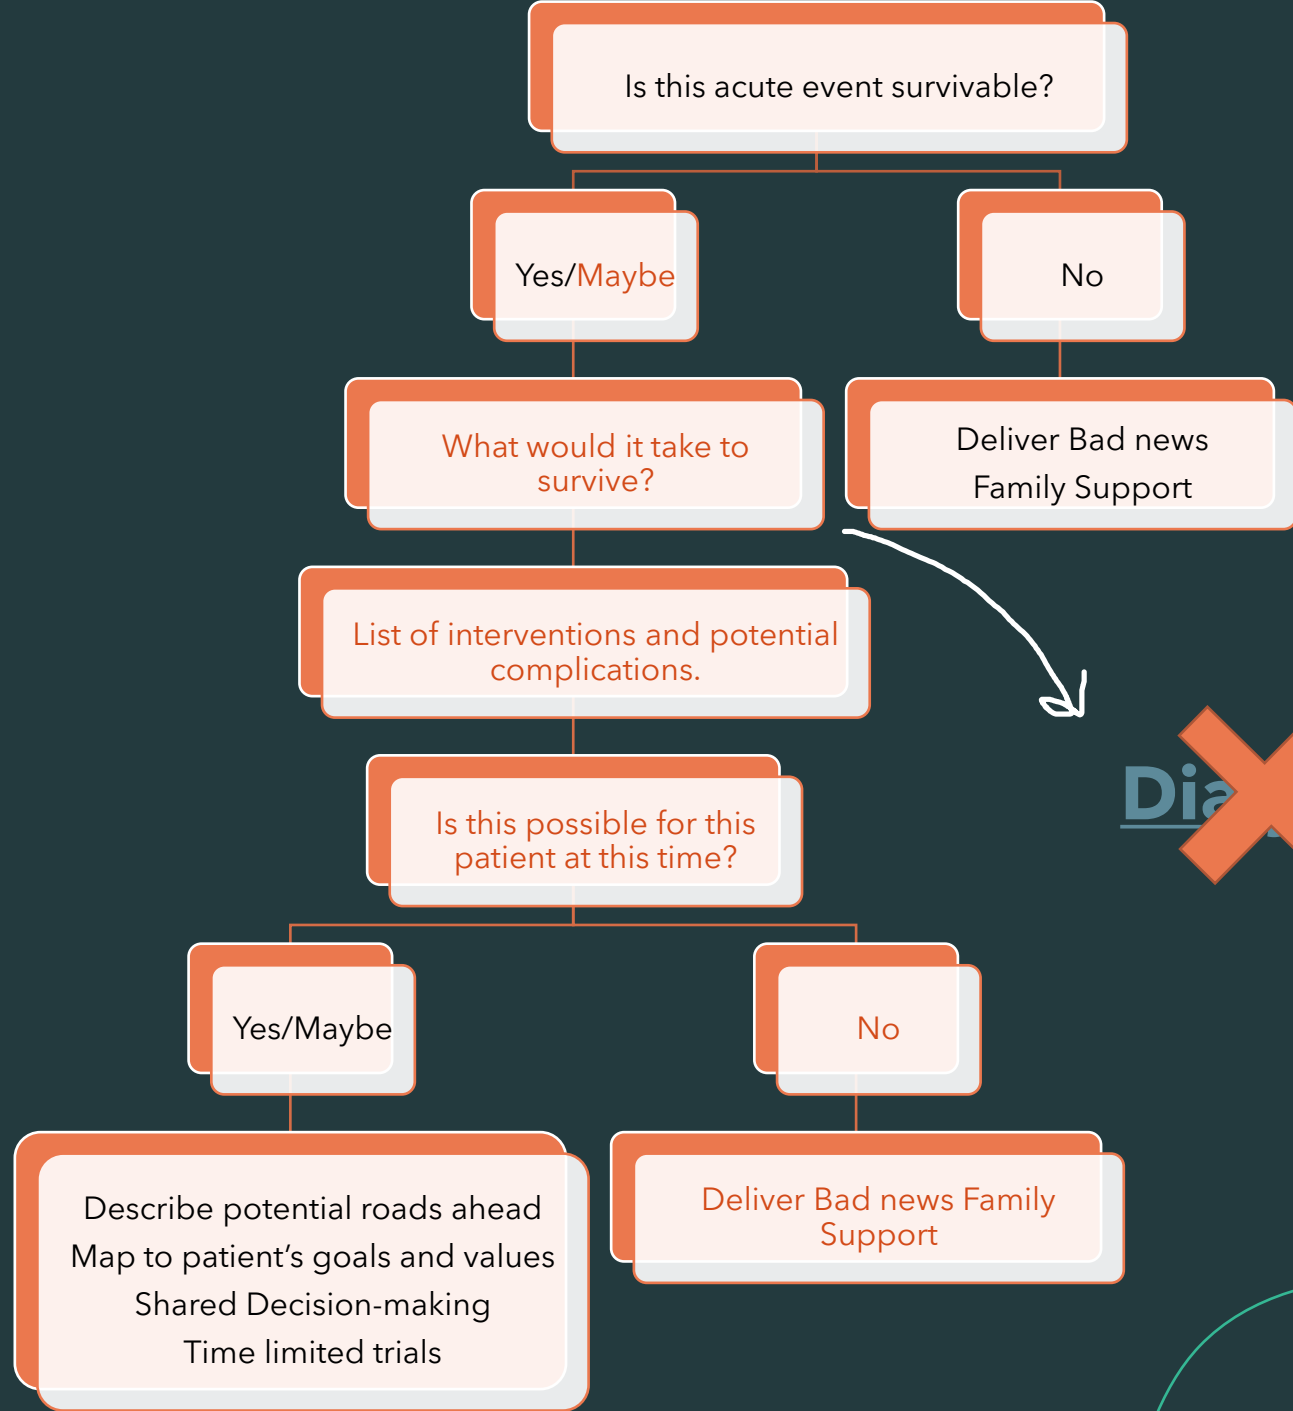 Is this acute event survivable?
Yes/Maybe
No
What would it take to
survive?
Deliver Bad news
Family Support
List of interventions and potential
complications.
Is this possible for this
patient at this time?
Yes/Maybe
No
Describe potential roads ahead
Map to patient’s goals and values
Shared Decision-making
Time limited trials
Deliver Bad news Family
Support